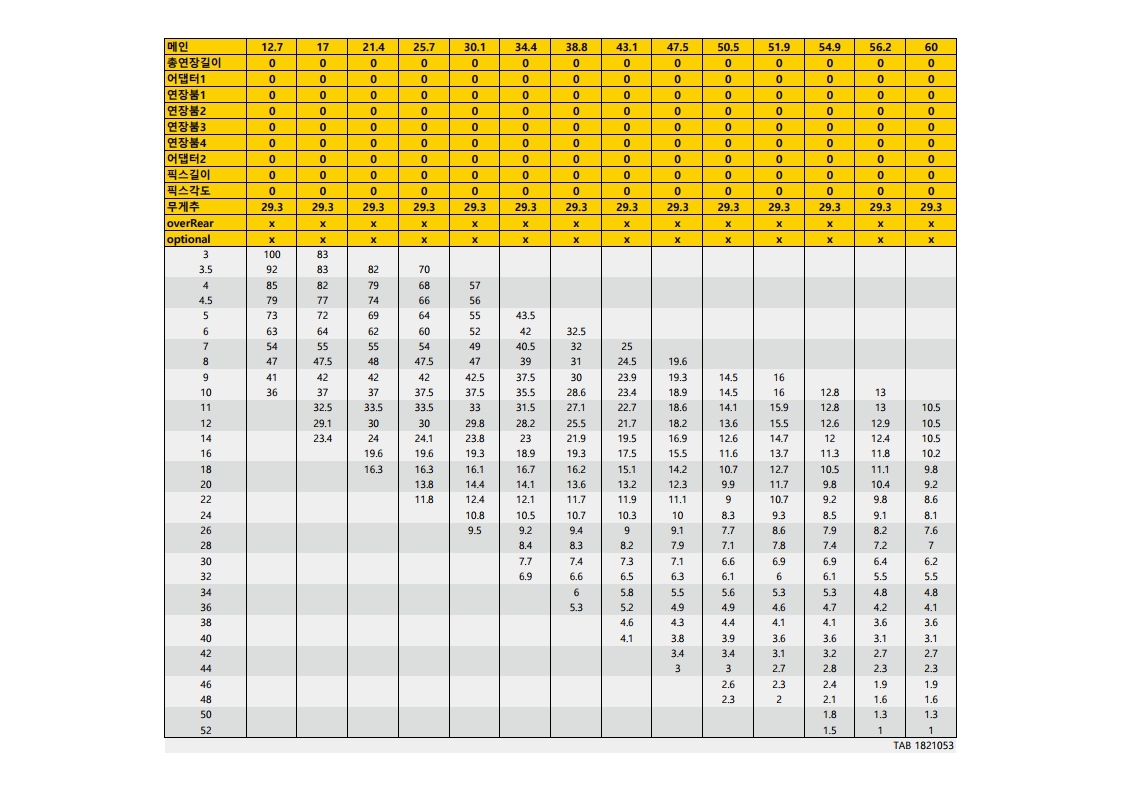 메인 12.7 17 21.4 25.7 30.1 34.4 38.8 43.1 47.5 50.5 51.9 54.9 56.2 60
총연장길이 0 0 0 0 0 0 0 0 0 0 0 0 0 0
어댑터1 0 0 0 0 0 0 0 0 0 0 0 0 0 0
연장붐1 0 0 0 0 0 0 0 0 0 0 0 0 0 0
연장붐2 0 0 0 0 0 0 0 0 0 0 0 0 0 0
연장붐3 0 0 0 0 0 0 0 0 0 0 0 0 0 0
연장붐4 0 0 0 0 0 0 0 0 0 0 0 0 0 0
어댑터2 0 0 0 0 0 0 0 0 0 0 0 0 0 0
픽스길이 0 0 0 0 0 0 0 0 0 0 0 0 0 0
픽스각도 0 0 0 0 0 0 0 0 0 0 0 0 0 0
무게추 29.3 29.3 29.3 29.3 29.3 29.3 29.3 29.3 29.3 29.3 29.3 29.3 29.3 29.3
overRear x x x x x x x x x x x x x x
optional x x x x x x x x x x x x x x
3 100 83
3.5 92 83 82 70
4 85 82 79 68 57
4.5 79 77 74 66 56
5 73 72 69 64 55 43.5
6 63 64 62 60 52 42 32.5
7 54 55 55 54 49 40.5 32 25
8 47 47.5 48 47.5 47 39 31 24.5 19.6
9 41 42 42 42 42.5 37.5 30 23.9 19.3 14.5 16
10 36 37 37 37.5 37.5 35.5 28.6 23.4 18.9 14.5 16 12.8 13
11 32.5 33.5 33.5 33 31.5 27.1 22.7 18.6 14.1 15.9 12.8 13 10.5
12 29.1 30 30 29.8 28.2 25.5 21.7 18.2 13.6 15.5 12.6 12.9 10.5
14 23.4 24 24.1 23.8 23 21.9 19.5 16.9 12.6 14.7 12 12.4 10.5
16 19.6 19.6 19.3 18.9 19.3 17.5 15.5 11.6 13.7 11.3 11.8 10.2
18 16.3 16.3 16.1 16.7 16.2 15.1 14.2 10.7 12.7 10.5 11.1 9.8
20 13.8 14.4 14.1 13.6 13.2 12.3 9.9 11.7 9.8 10.4 9.2
22 11.8 12.4 12.1 11.7 11.9 11.1 9 10.7 9.2 9.8 8.6
24 10.8 10.5 10.7 10.3 10 8.3 9.3 8.5 9.1 8.1
26 9.5 9.2 9.4 9 9.1 7.7 8.6 7.9 8.2 7.6
28 8.4 8.3 8.2 7.9 7.1 7.8 7.4 7.2 7
30 7.7 7.4 7.3 7.1 6.6 6.9 6.9 6.4 6.2
32 6.9 6.6 6.5 6.3 6.1 6 6.1 5.5 5.5
34 6 5.8 5.5 5.6 5.3 5.3 4.8 4.8
36 5.3 5.2 4.9 4.9 4.6 4.7 4.2 4.1
38 4.6 4.3 4.4 4.1 4.1 3.6 3.6
40 4.1 3.8 3.9 3.6 3.6 3.1 3.1
42 3.4 3.4 3.1 3.2 2.7 2.7
44 3 3 2.7 2.8 2.3 2.3
46 2.6 2.3 2.4 1.9 1.9
48 2.3 2 2.1 1.6 1.6
50 1.8 1.3 1.3
52 1.5 1 1
TAB 1821053